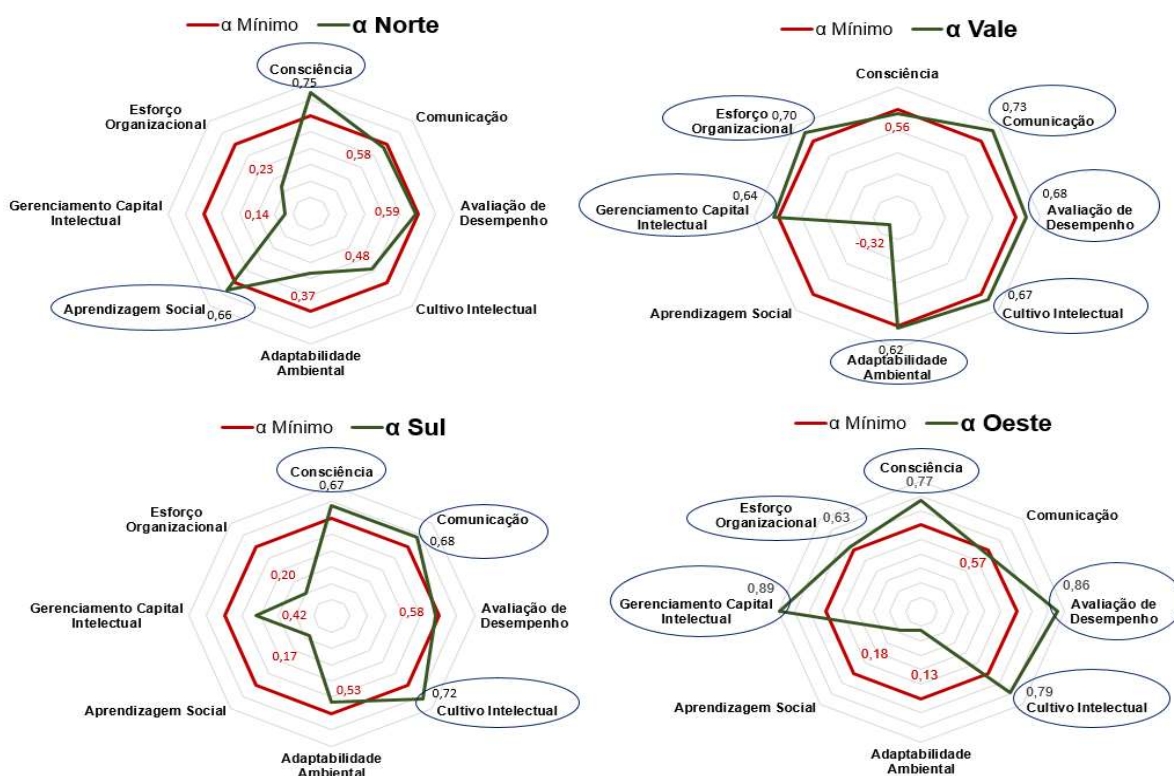 α Mínimo α Norte
Consciência
0,75
Esforço
Organizacional
Comunicação
0,58
0,23
Gerenciamento Capital
Intelectual
0,14
0,59
Avaliação de
Desempenho
0,48
Aprendizagem Social
0,66
0,37
Cultivo Intelectual
Adaptabilidade
Ambiental
α Mínimo α Vale
Consciência
Esforço
Organizacional
0,70
0,56
0,73
Comunicação
0,64
Gerenciamento Capital
Intelectual
0,68
Avaliação de
Desempenho
-0,32
Aprendizagem Social
0,67
Cultivo Intelectual
0,62
Adaptabilidade
Ambiental
α Mínimo α Sul
Consciência
0,67
Esforço
Organizacional
Comunicação
0,68
0,20
Gerenciamento Capital
Intelectual
0,42
0,58
Avaliação de
Desempenho
0,17
Aprendizagem Social
0,53
0,72
Cultivo Intelectual
Adaptabilidade
Ambiental
α Mínimo α Oeste
Consciência
0,77
Esforço
Organizacional
0,63
Comunicação
0,57
0,89
Gerenciamento Capital
Intelectual
0,86
Avaliação de
Desempenho
0,18
0,13
0,79
Cultivo Intelectual
Aprendizagem Social
Adaptabilidade
Ambiental